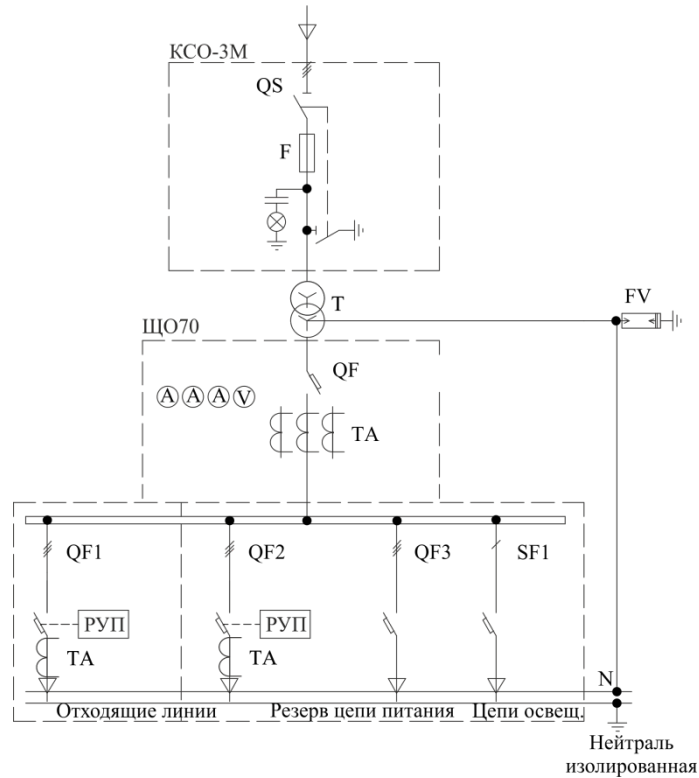 КСО-3М
QS
F
T
FV
ЩО70
QF
A A A V
TA
QF1
QF2
QF3
SF1
РУП
РУП
TA
TA
N
Отходящие линии
Резерв цепи питания
Цепи освещ.
Нейтраль
изолированная